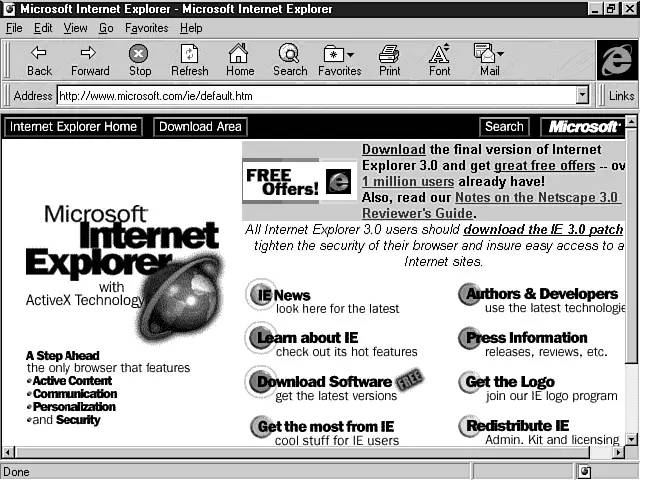 Microsoft Internet Explorer - Microsoft Internet Explorer
File Edit View Go Favorites Help
Back Forward Stop Refresh Home Search Favorites Print Font Mail
Address http://www.microsoft.com/ie/default.htm Links
Internet Explorer Home Download Area Search Microsoft
FREE Offers!
Download the final version of Internet
Explorer 3.0 and get great free offers -- ov
1 million users already have!
Also, read our Notes on the Netscape 3.0
Reviewer's Guide.
All Internet Explorer 3.0 users should download the IE 3.0 patch
tighten the security of their browser and insure easy access to a
Internet sites.
Microsoft
Internet
Explorer
with
ActiveX Technology
A Step Ahead
the only browser that features
Active Content
Communication
Personalization
and Security
IE News
look here for the latest
Learn about IE
check out its hot features
Download Software FREE
get the latest versions
Get the most from IE
cool stuff for IE users
Authors & Developers
use the latest technologie
Press Information
releases, reviews, etc.
Get the Logo
join our IE logo program
Redistribute IE
Admin. Kit and licensing
Done